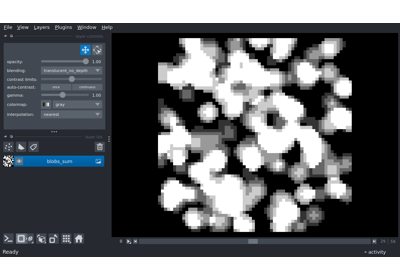 File View Layers Plugins Window Help
opacity: 1.00
blending: translucent_no_depth
contrast limits:
auto-contrast: once continuous
gamma: 1.00
colormap: gray
interpolation: nearest
blobs_sum
Ready
activity